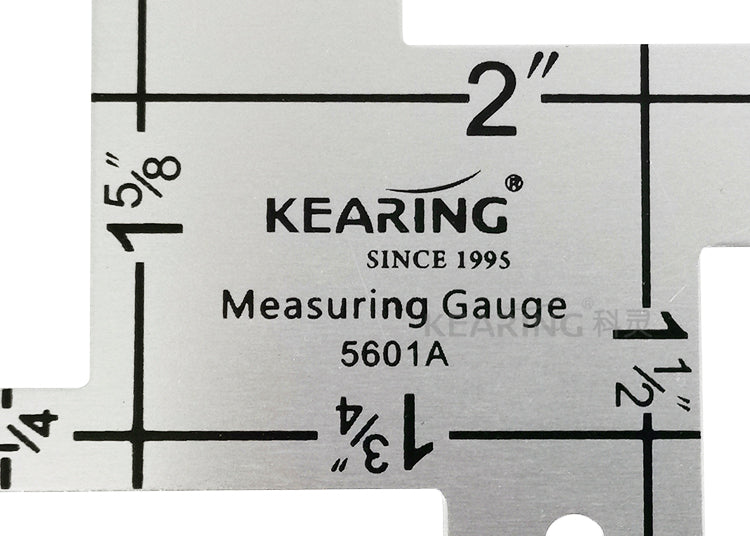 2"
1 5/8"
KEARING®
SINCE 1995
Measuring Gauge
KEARING® 科灵
5601A
1 1/2"
1 3/4"
1/4